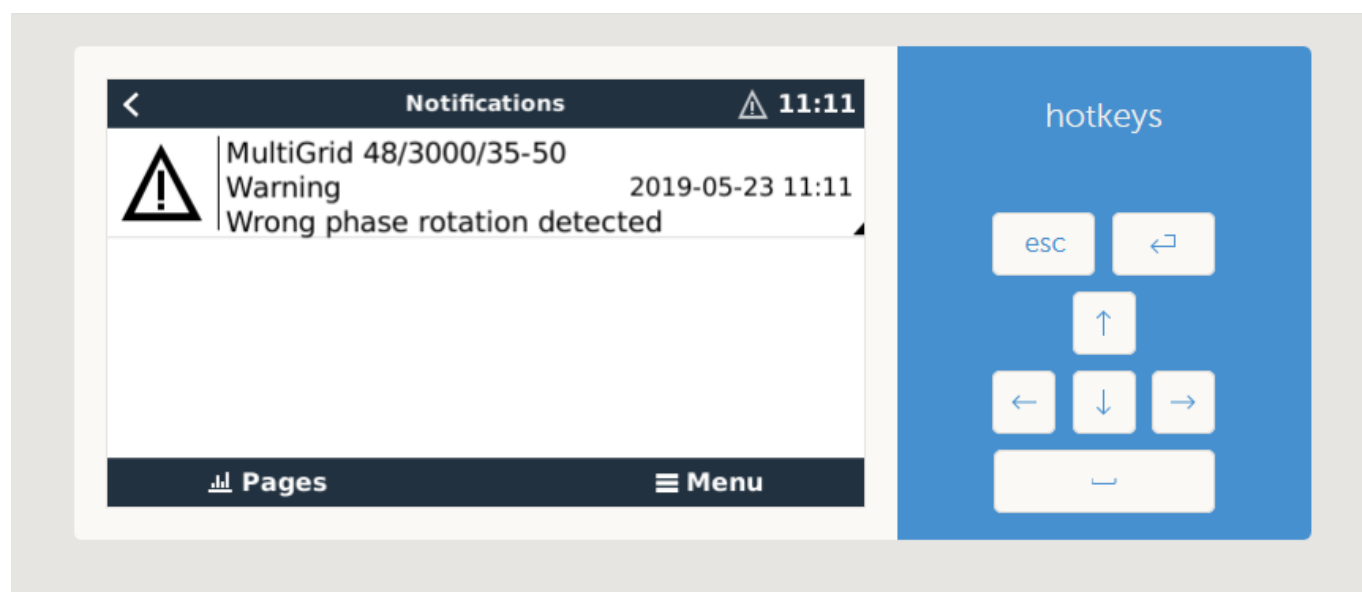 Notifications
11:11
MultiGrid 48/3000/35-50
Warning
2019-05-23 11:11
Wrong phase rotation detected
Pages
Menu
hotkeys
esc